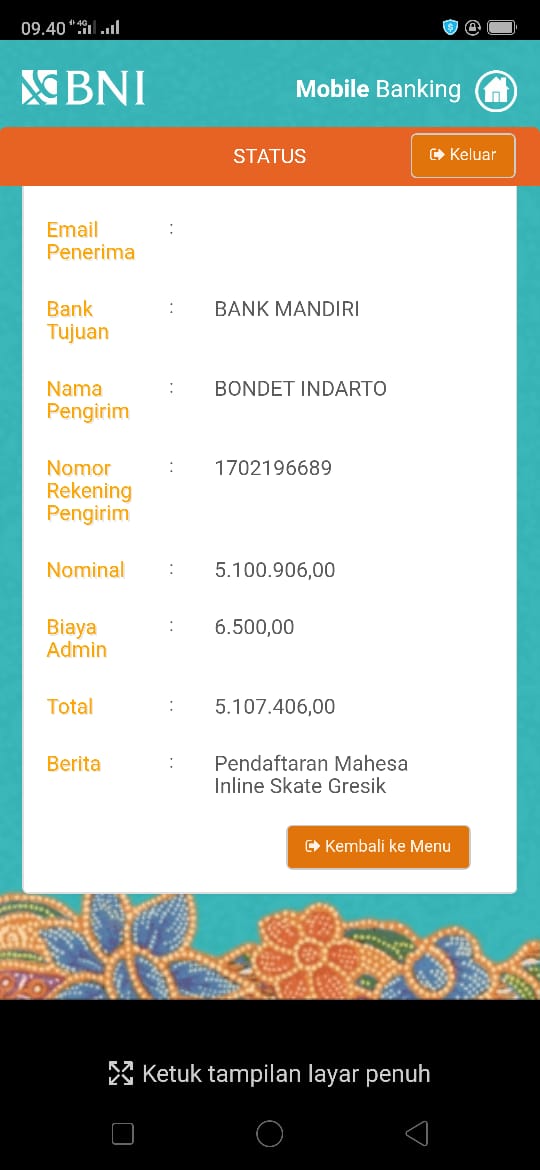 09.40 4G
BNI
Mobile Banking
STATUS
Keluar
Email
Penerima
:
Bank
Tujuan
: BANK MANDIRI
Nama
Pengirim
: BONDET INDARTO
Nomor
Rekening
Pengirim
: 1702196689
Nominal : 5.100.906,00
Biaya
Admin
: 6.500,00
Total : 5.107.406,00
Berita : Pendaftaran Mahesa
Inline Skate Gresik
Kembali ke Menu
Ketuk tampilan layar penuh